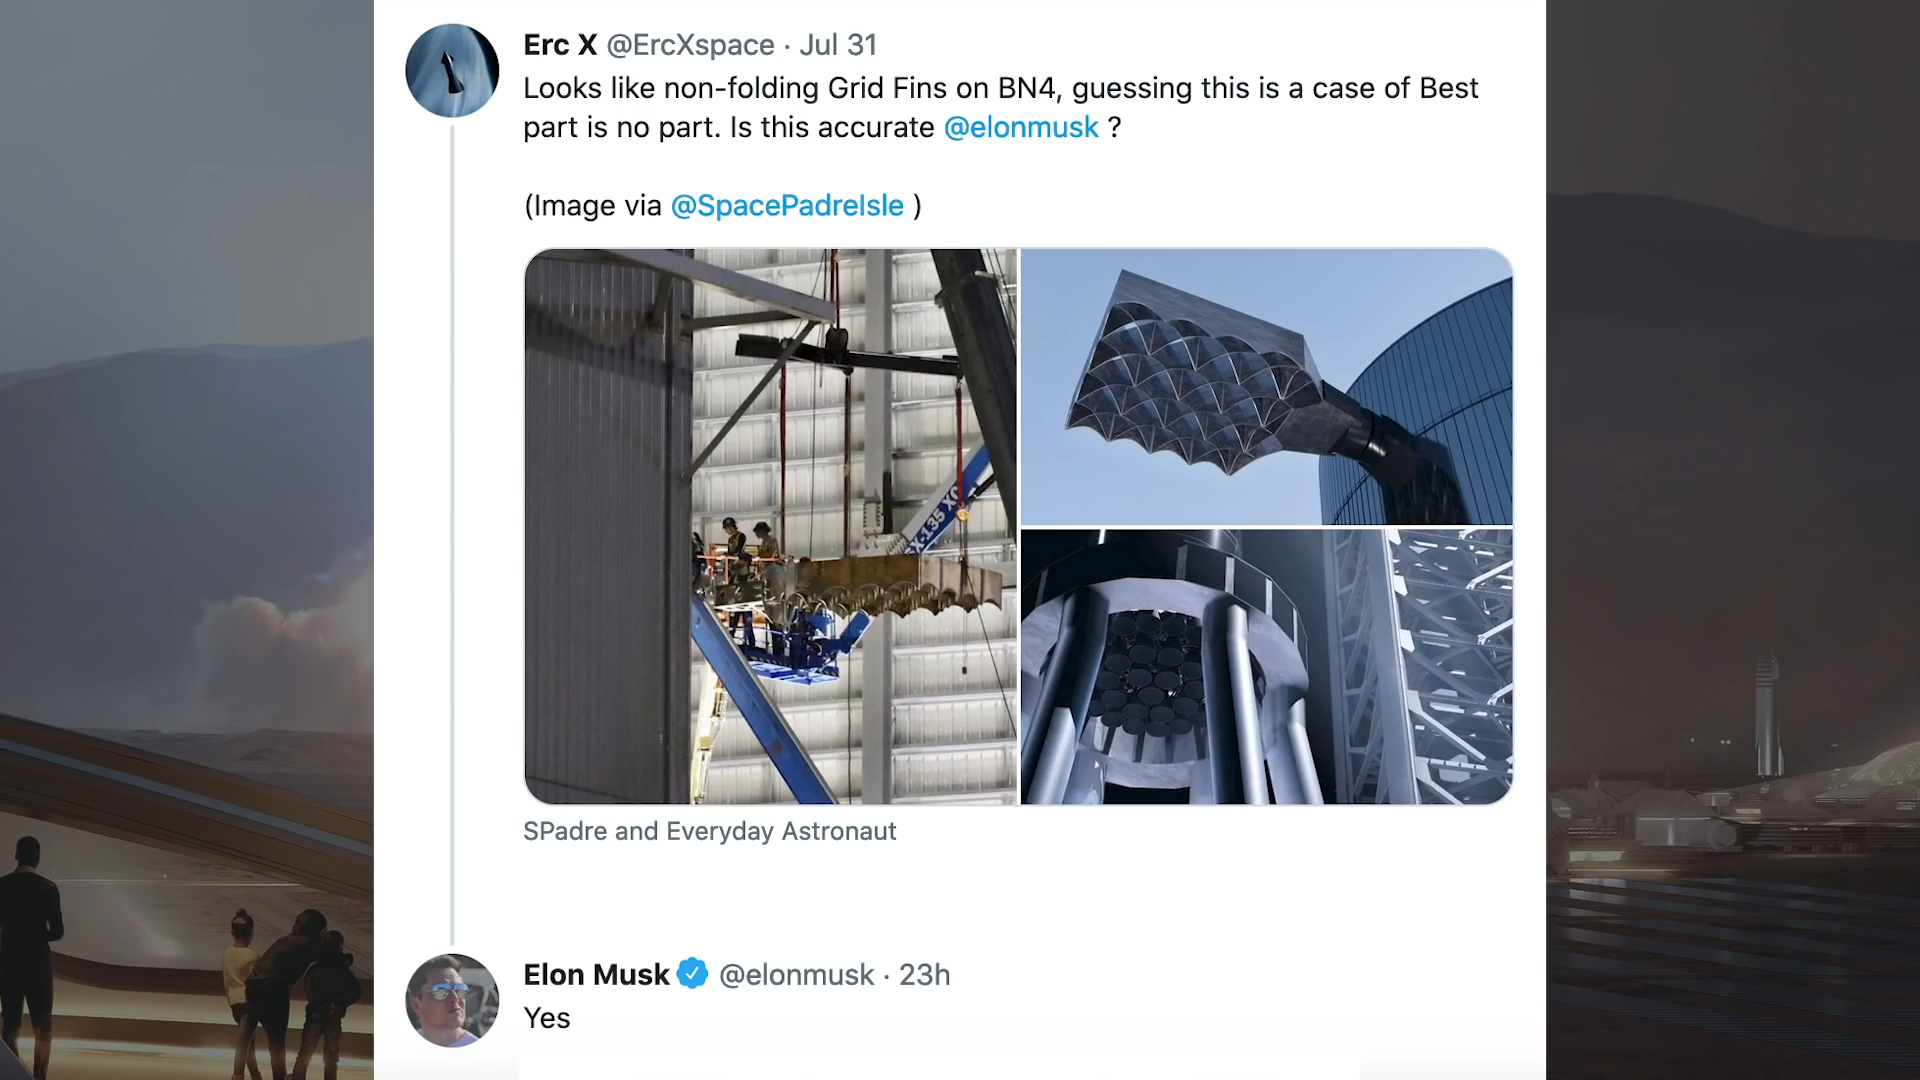 Erc X @ErcXspace · Jul 31
Looks like non-folding Grid Fins on BN4, guessing this is a case of Best
part is no part. Is this accurate @elonmusk ?
(Image via @SpacePadreIsle )
X-135 XC
SPadre and Everyday Astronaut
Elon Musk @elonmusk · 23h
Yes